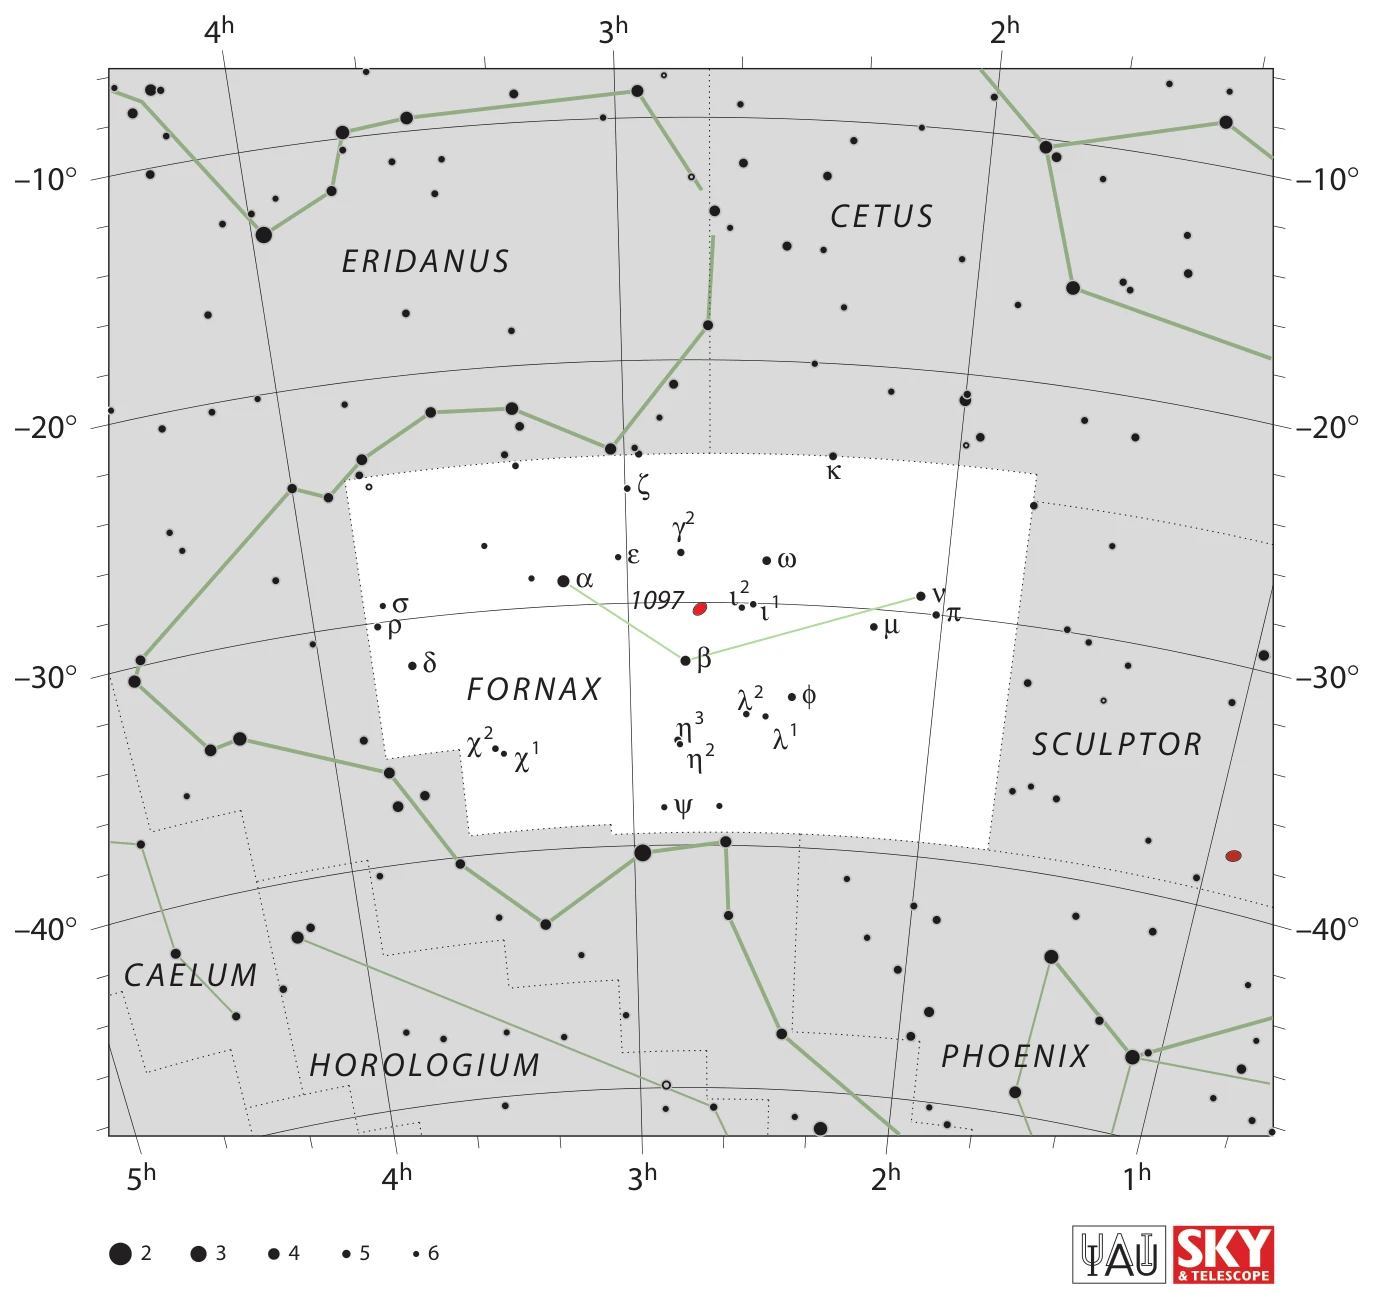 4h 3h 2h
–10° –10°
CETUS
ERIDANUS
–20° –20°
κ
ζ
γ2
ε ω
α
1097 ι2 ι1 ν
σ π
ρ μ
β
δ
–30° –30°
FORNAX λ2 φ
η3 λ1
χ2 χ1 η2 SCULPTOR
ψ
–40° –40°
CAELUM
HOROLOGIUM PHOENIX
5h 4h 3h 2h 1h
2 3 4 5 6
IAU SKY
& TELESCOPE